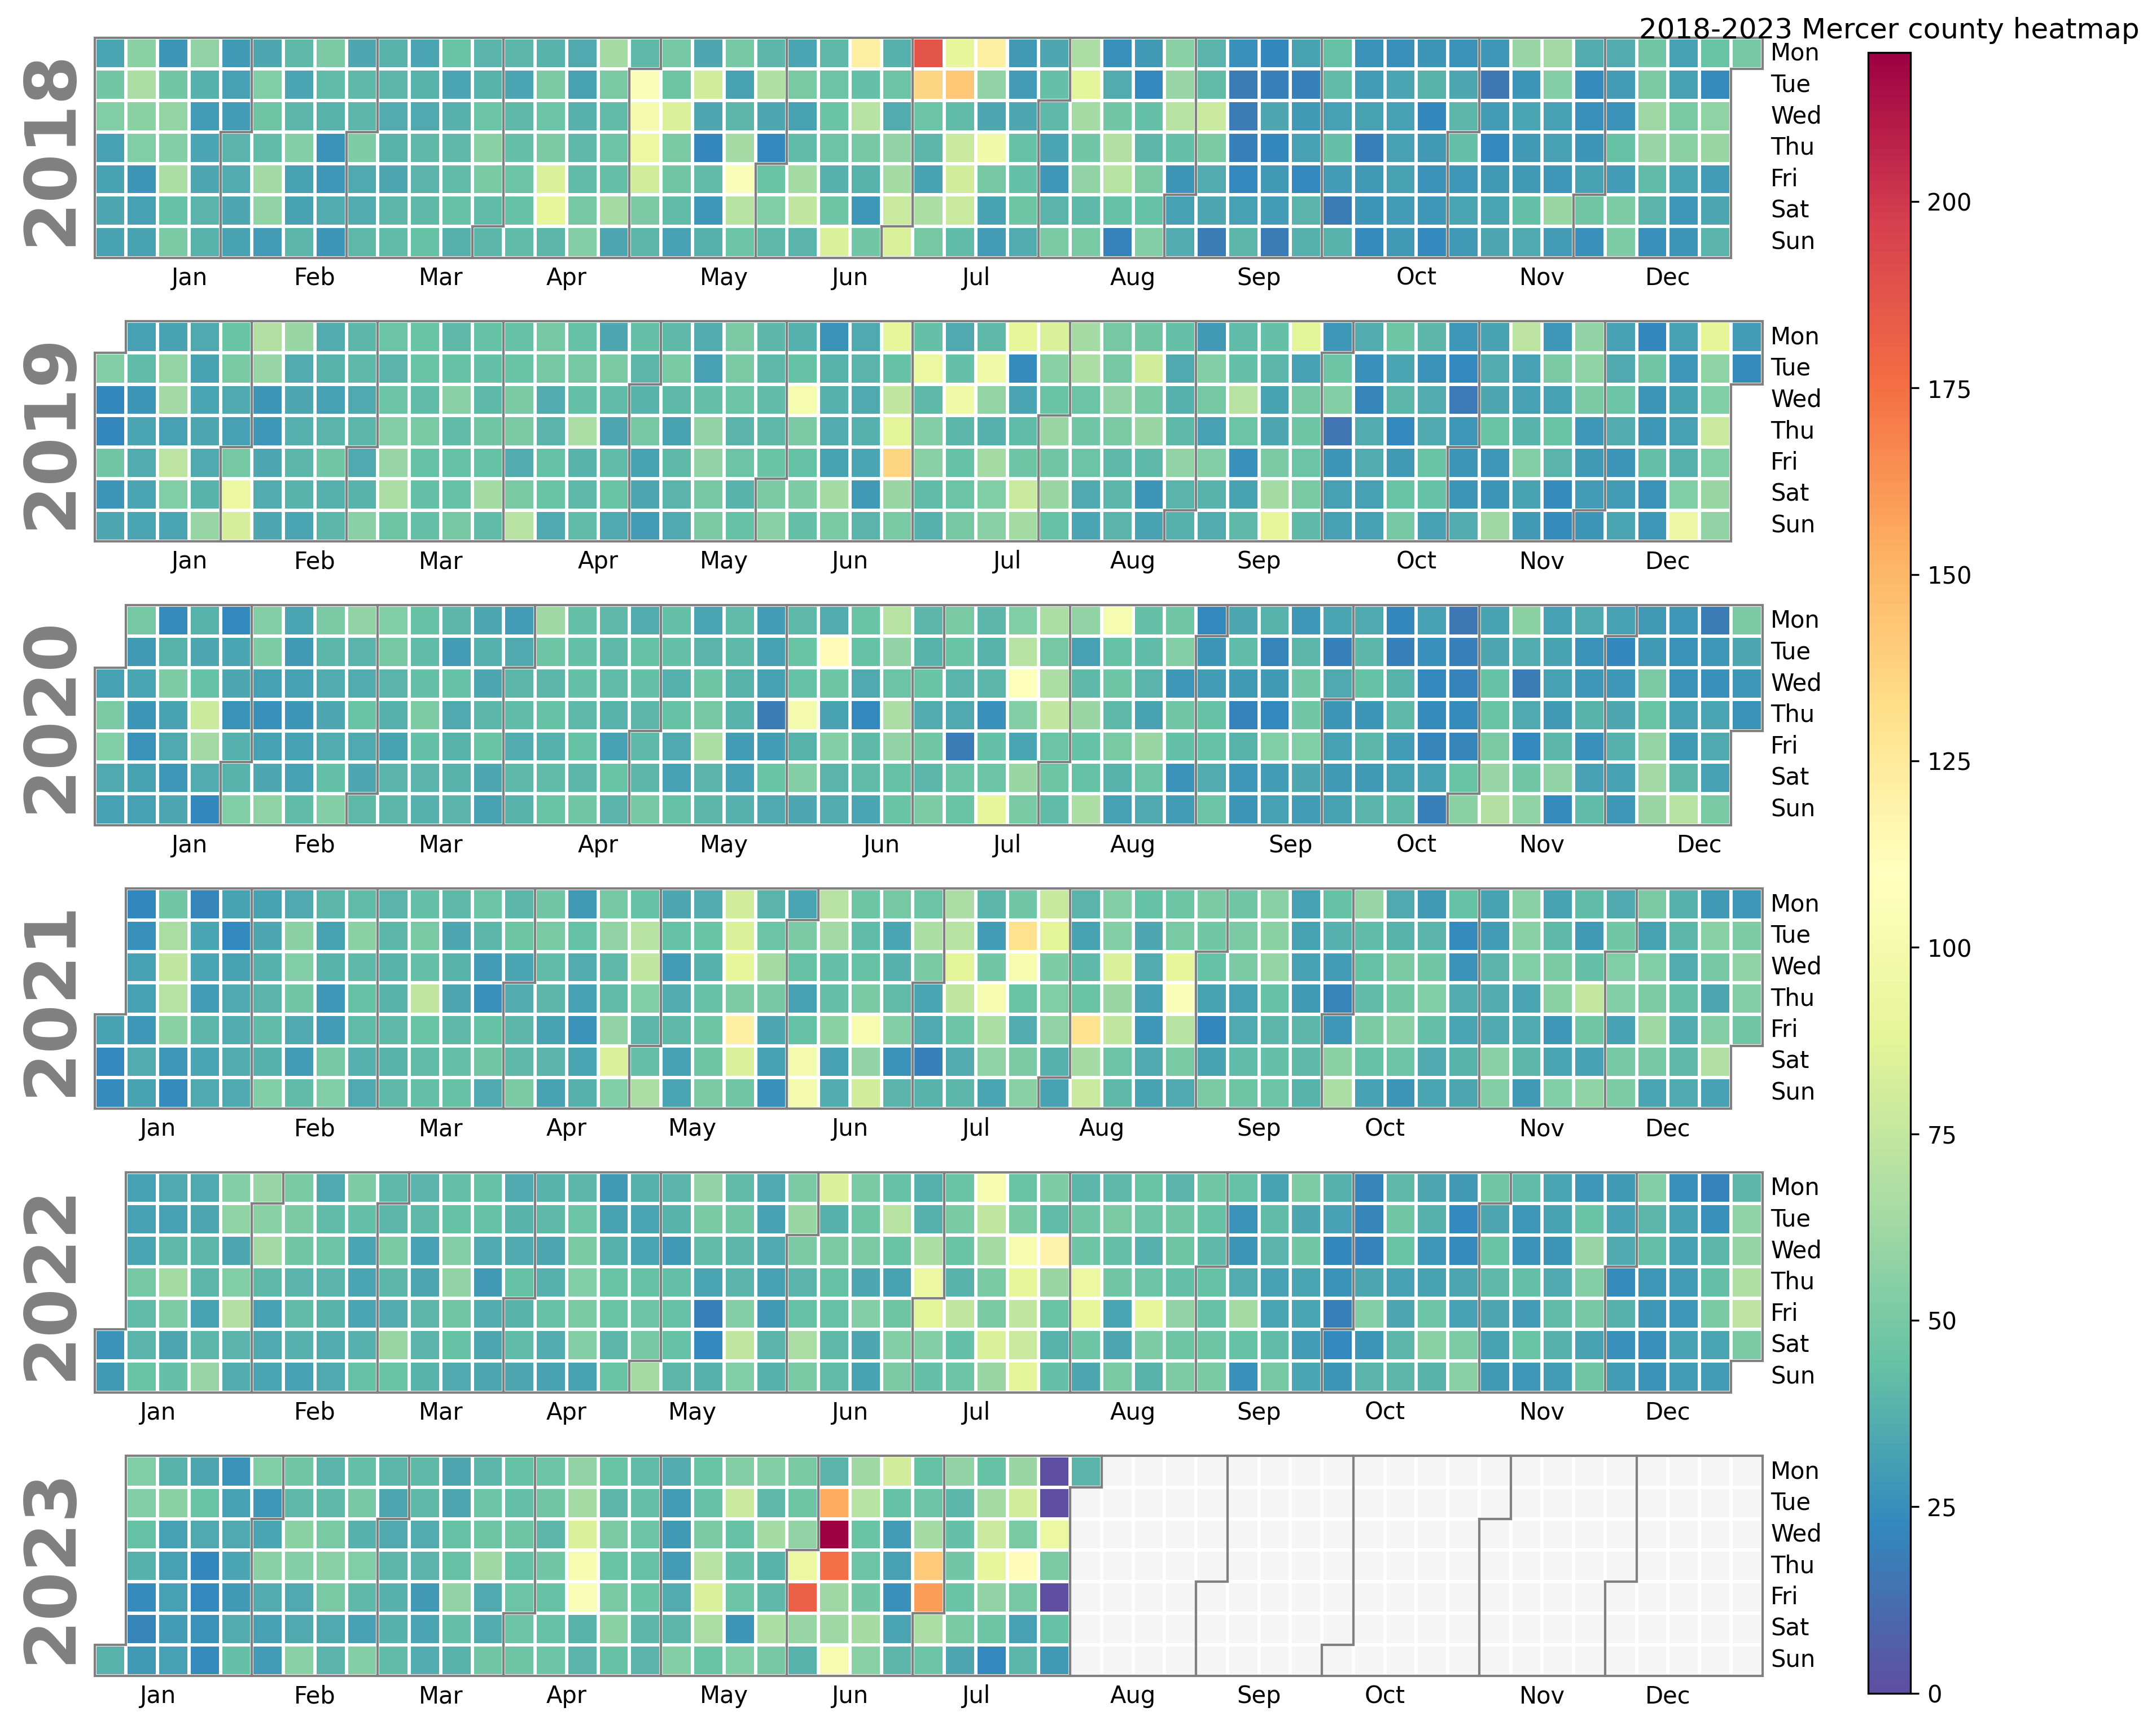 2018-2023 Mercer county heatmap
2018
Mon
Tue
Wed
Thu
Fri
Sat
Sun
Jan Feb Mar Apr May Jun Jul Aug Sep Oct Nov Dec
2019
Mon
Tue
Wed
Thu
Fri
Sat
Sun
Jan Feb Mar Apr May Jun Jul Aug Sep Oct Nov Dec
2020
Mon
Tue
Wed
Thu
Fri
Sat
Sun
Jan Feb Mar Apr May Jun Jul Aug Sep Oct Nov Dec
2021
Mon
Tue
Wed
Thu
Fri
Sat
Sun
Jan Feb Mar Apr May Jun Jul Aug Sep Oct Nov Dec
2022
Mon
Tue
Wed
Thu
Fri
Sat
Sun
Jan Feb Mar Apr May Jun Jul Aug Sep Oct Nov Dec
2023
Mon
Tue
Wed
Thu
Fri
Sat
Sun
Jan Feb Mar Apr May Jun Jul Aug Sep Oct Nov Dec
200
175
150
125
100
75
50
25
0